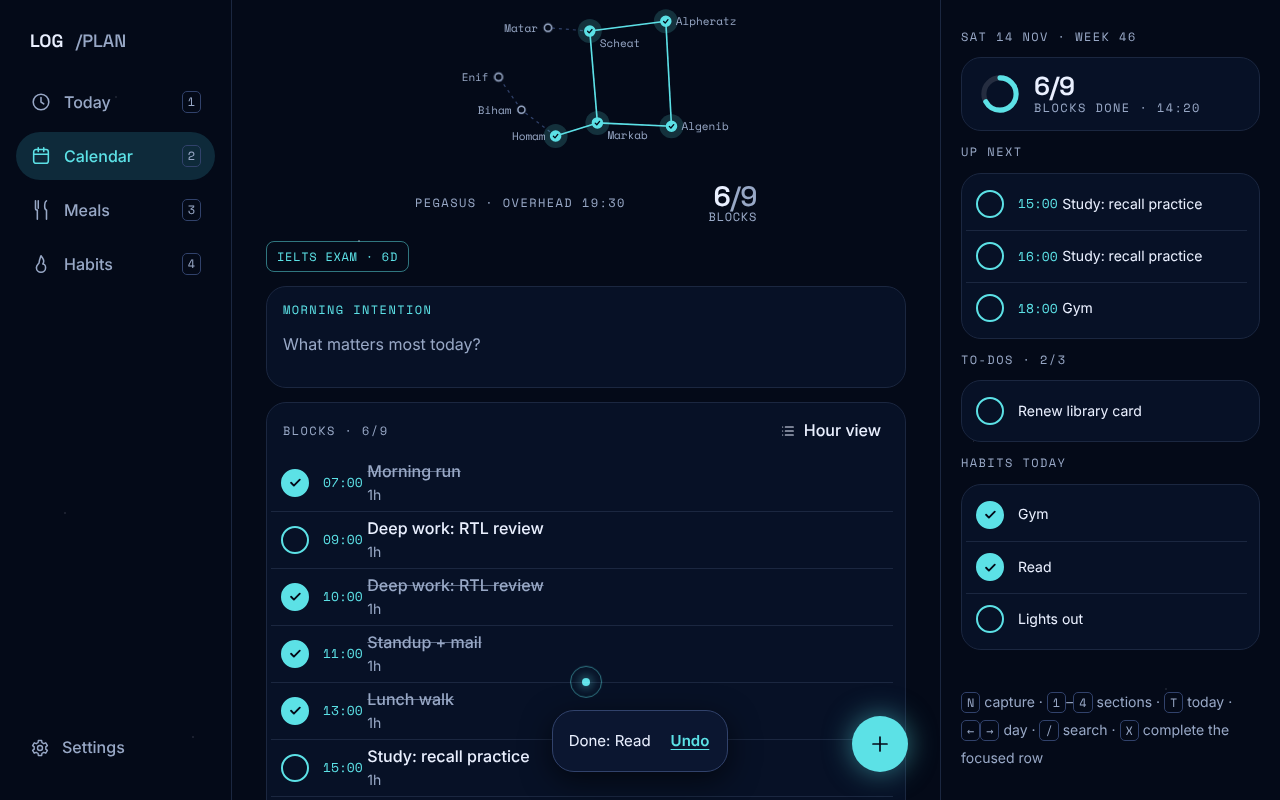 LOG /PLAN
Today 1
Calendar 2
Meals 3
Habits 4
Settings
Matar
Scheat
Alpheratz
Enif
Biham
Homam
Markab
Algenib
PEGASUS · OVERHEAD 19:30
6/9
BLOCKS
IELTS EXAM · 6D
MORNING INTENTION
What matters most today?
BLOCKS · 6/9
Hour view
07:00 Morning run
1h
09:00 Deep work: RTL review
1h
10:00 Deep work: RTL review
1h
11:00 Standup + mail
1h
13:00 Lunch walk
1h
15:00 Study: recall practice
1h
Done: Read Undo
SAT 14 NOV · WEEK 46
6/9
BLOCKS DONE · 14:20
UP NEXT
15:00 Study: recall practice
16:00 Study: recall practice
18:00 Gym
TO-DOS · 2/3
Renew library card
HABITS TODAY
Gym
Read
Lights out
N capture · 1–4 sections · T today ·
← → day · / search · X complete the
focused row